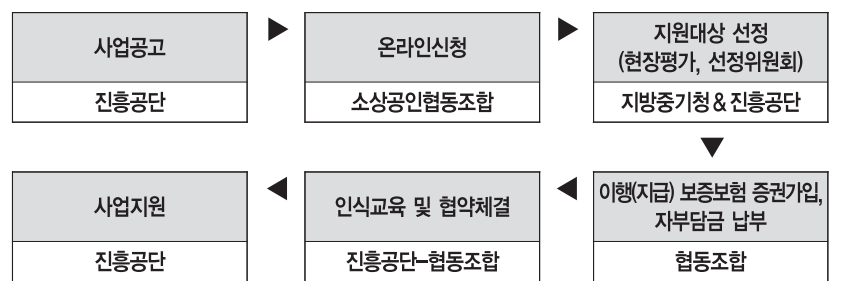 사업공고
진흥공단
온라인신청
소상공인협동조합
지원대상 선정
(현장평가, 선정위원회)
지방중기청 & 진흥공단
이행(지급) 보증보험 증권가입,
자부담금 납부
협동조합
인식교육 및 협약체결
진흥공단-협동조합
사업지원
진흥공단